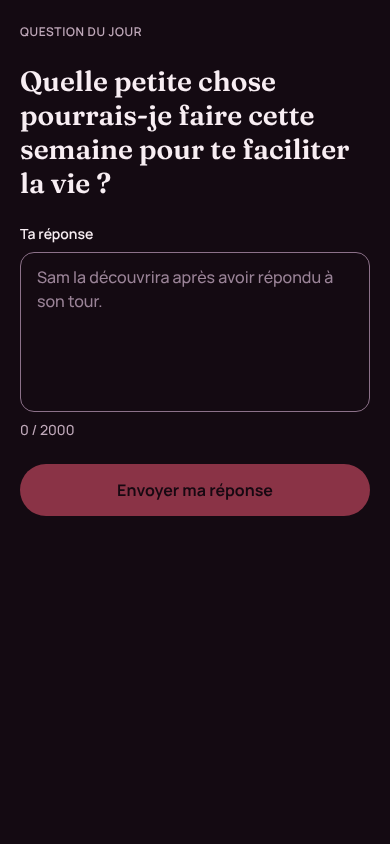 QUESTION DU JOUR
Quelle petite chose
pourrais-je faire cette
semaine pour te faciliter
la vie ?
Ta réponse
Sam la découvrira après avoir répondu à
son tour.
0 / 2000
Envoyer ma réponse